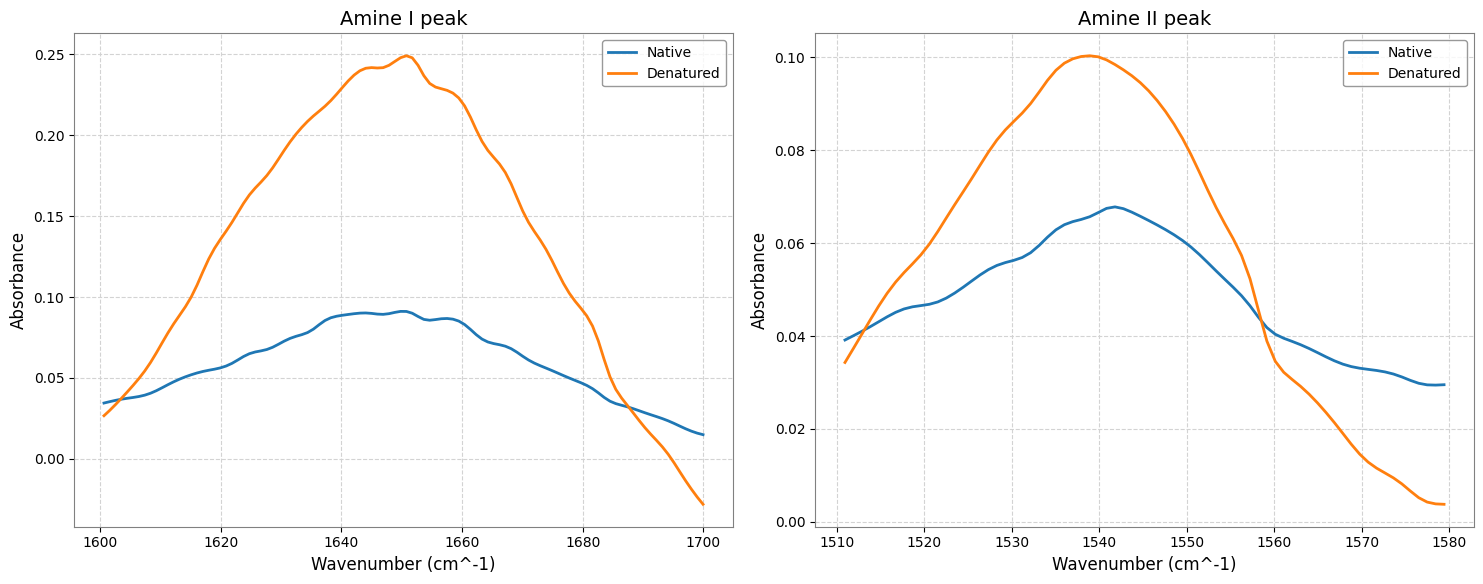 Amine I peak
Native
Denatured
0.25
0.20
0.15
0.10
0.05
0.00
Absorbance
1600 1620 1640 1660 1680 1700
Wavenumber (cm^-1)
Amine II peak
Native
Denatured
0.10
0.08
0.06
0.04
0.02
0.00
Absorbance
1510 1520 1530 1540 1550 1560 1570 1580
Wavenumber (cm^-1)